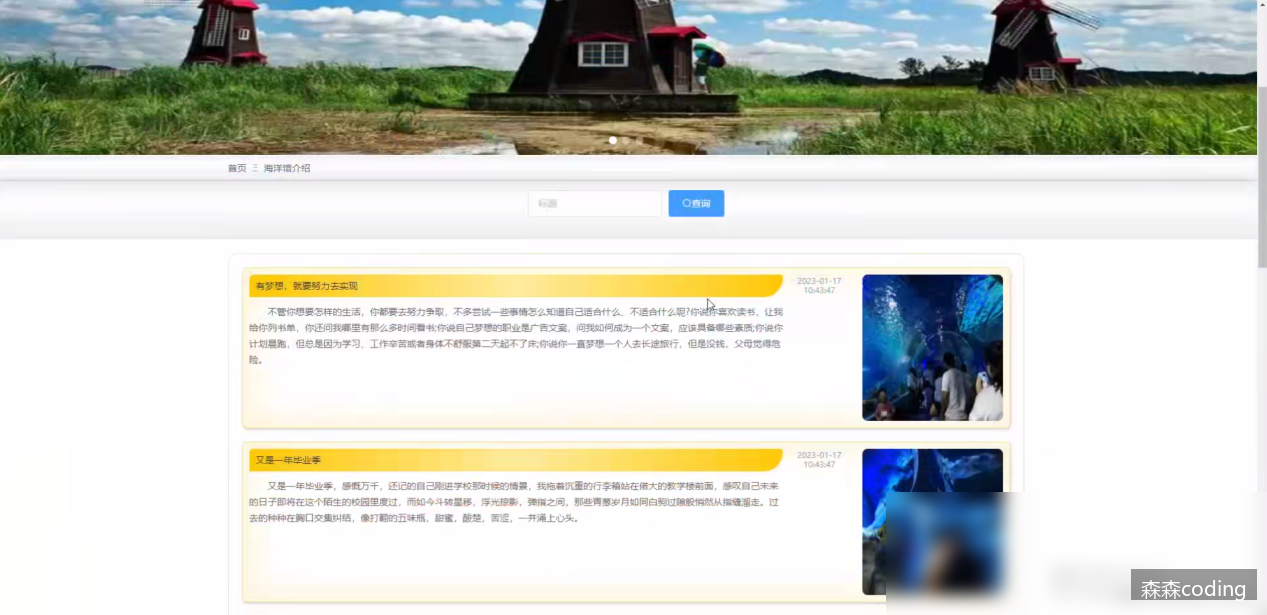 首页 Ξ 海洋馆介绍
标题
查询
有梦想，就要努力去实现
2023-01-17
10:43:47
不管你想要怎样的生活，你都要去努力争取，不多尝试一些事情怎么知道自己适合什么、不适合什么呢?你说你喜欢读书，让我
给你列书单，你还问我哪里有那么多时间看书;你说自己梦想的职业是广告文案，问我如何成为一个文案，应该具备哪些素质;你说你
计划晨跑，但总是因为学习、工作辛苦或者身体不舒服第二天起不了床;你说你一直梦想一个人去长途旅行，但是没钱，父母觉得危
险。
又是一年毕业季
2023-01-17
10:43:47
又是一年毕业季，感慨万千，还记的自己刚进学校那时候的情景，我拖着沉重的行李箱站在偌大的教学楼前面，感叹自己未来
的日子即将在这个陌生的校园里度过，而如今斗转星移，浮光掠影，弹指之间，那些青葱岁月如同白驹过隙般悄然从指缝溜走。过
去的种种在胸口交集纠结，像打翻的五味瓶，甜蜜，酸楚，苦涩，一并涌上心头。
森森coding